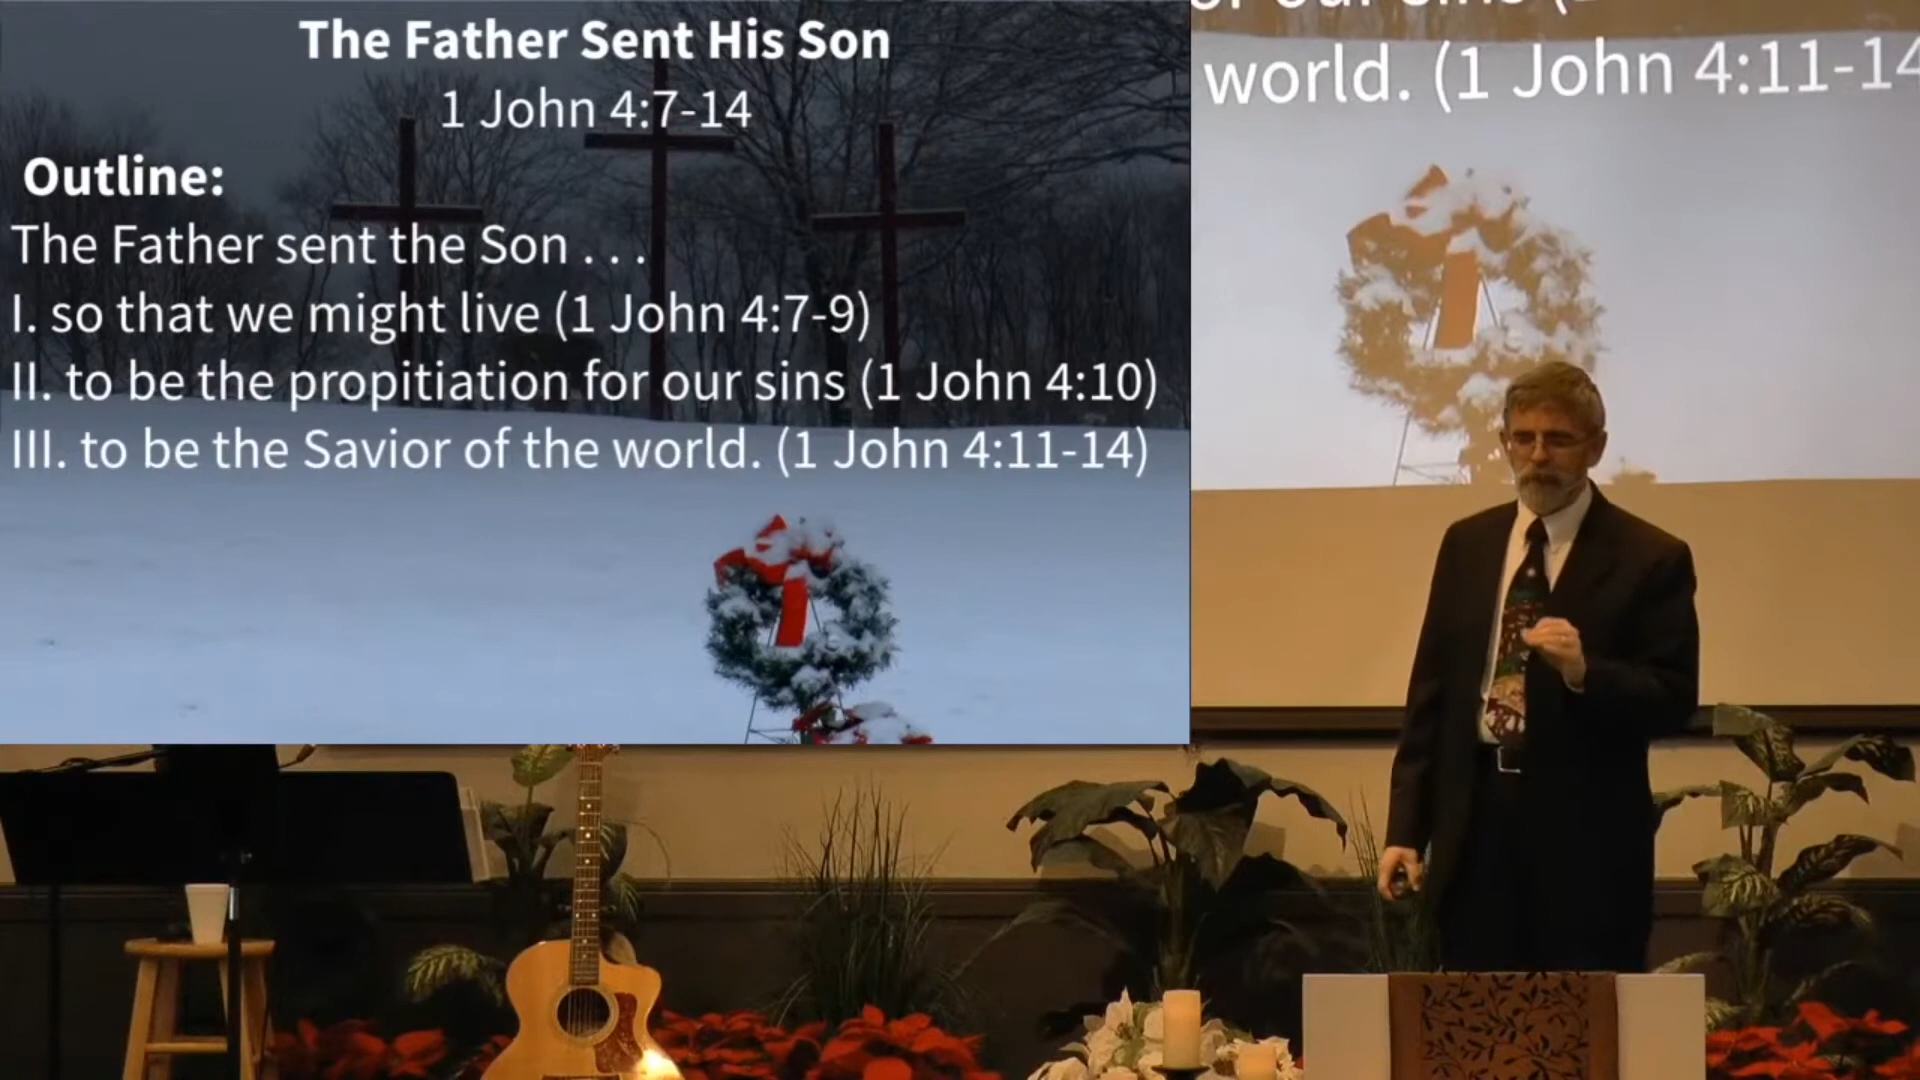 The Father Sent His Son
1 John 4:7-14
Outline:
The Father sent the Son . . .
I. so that we might live (1 John 4:7-9)
II. to be the propitiation for our sins (1 John 4:10)
III. to be the Savior of the world. (1 John 4:11-14)
our sins (
world. (1 John 4:11-14